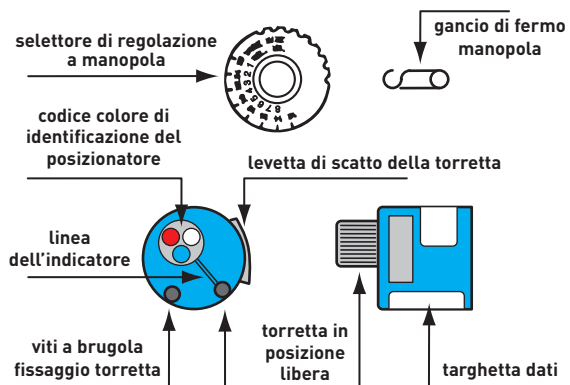 selettore di regolazione
a manopola
gancio di fermo
manopola
codice colore di
identificazione del
posizionatore
levetta di scatto della torretta
linea
dell'indicatore
viti a brugola
fissaggio torretta
torretta in
posizione
libera
targhetta dati